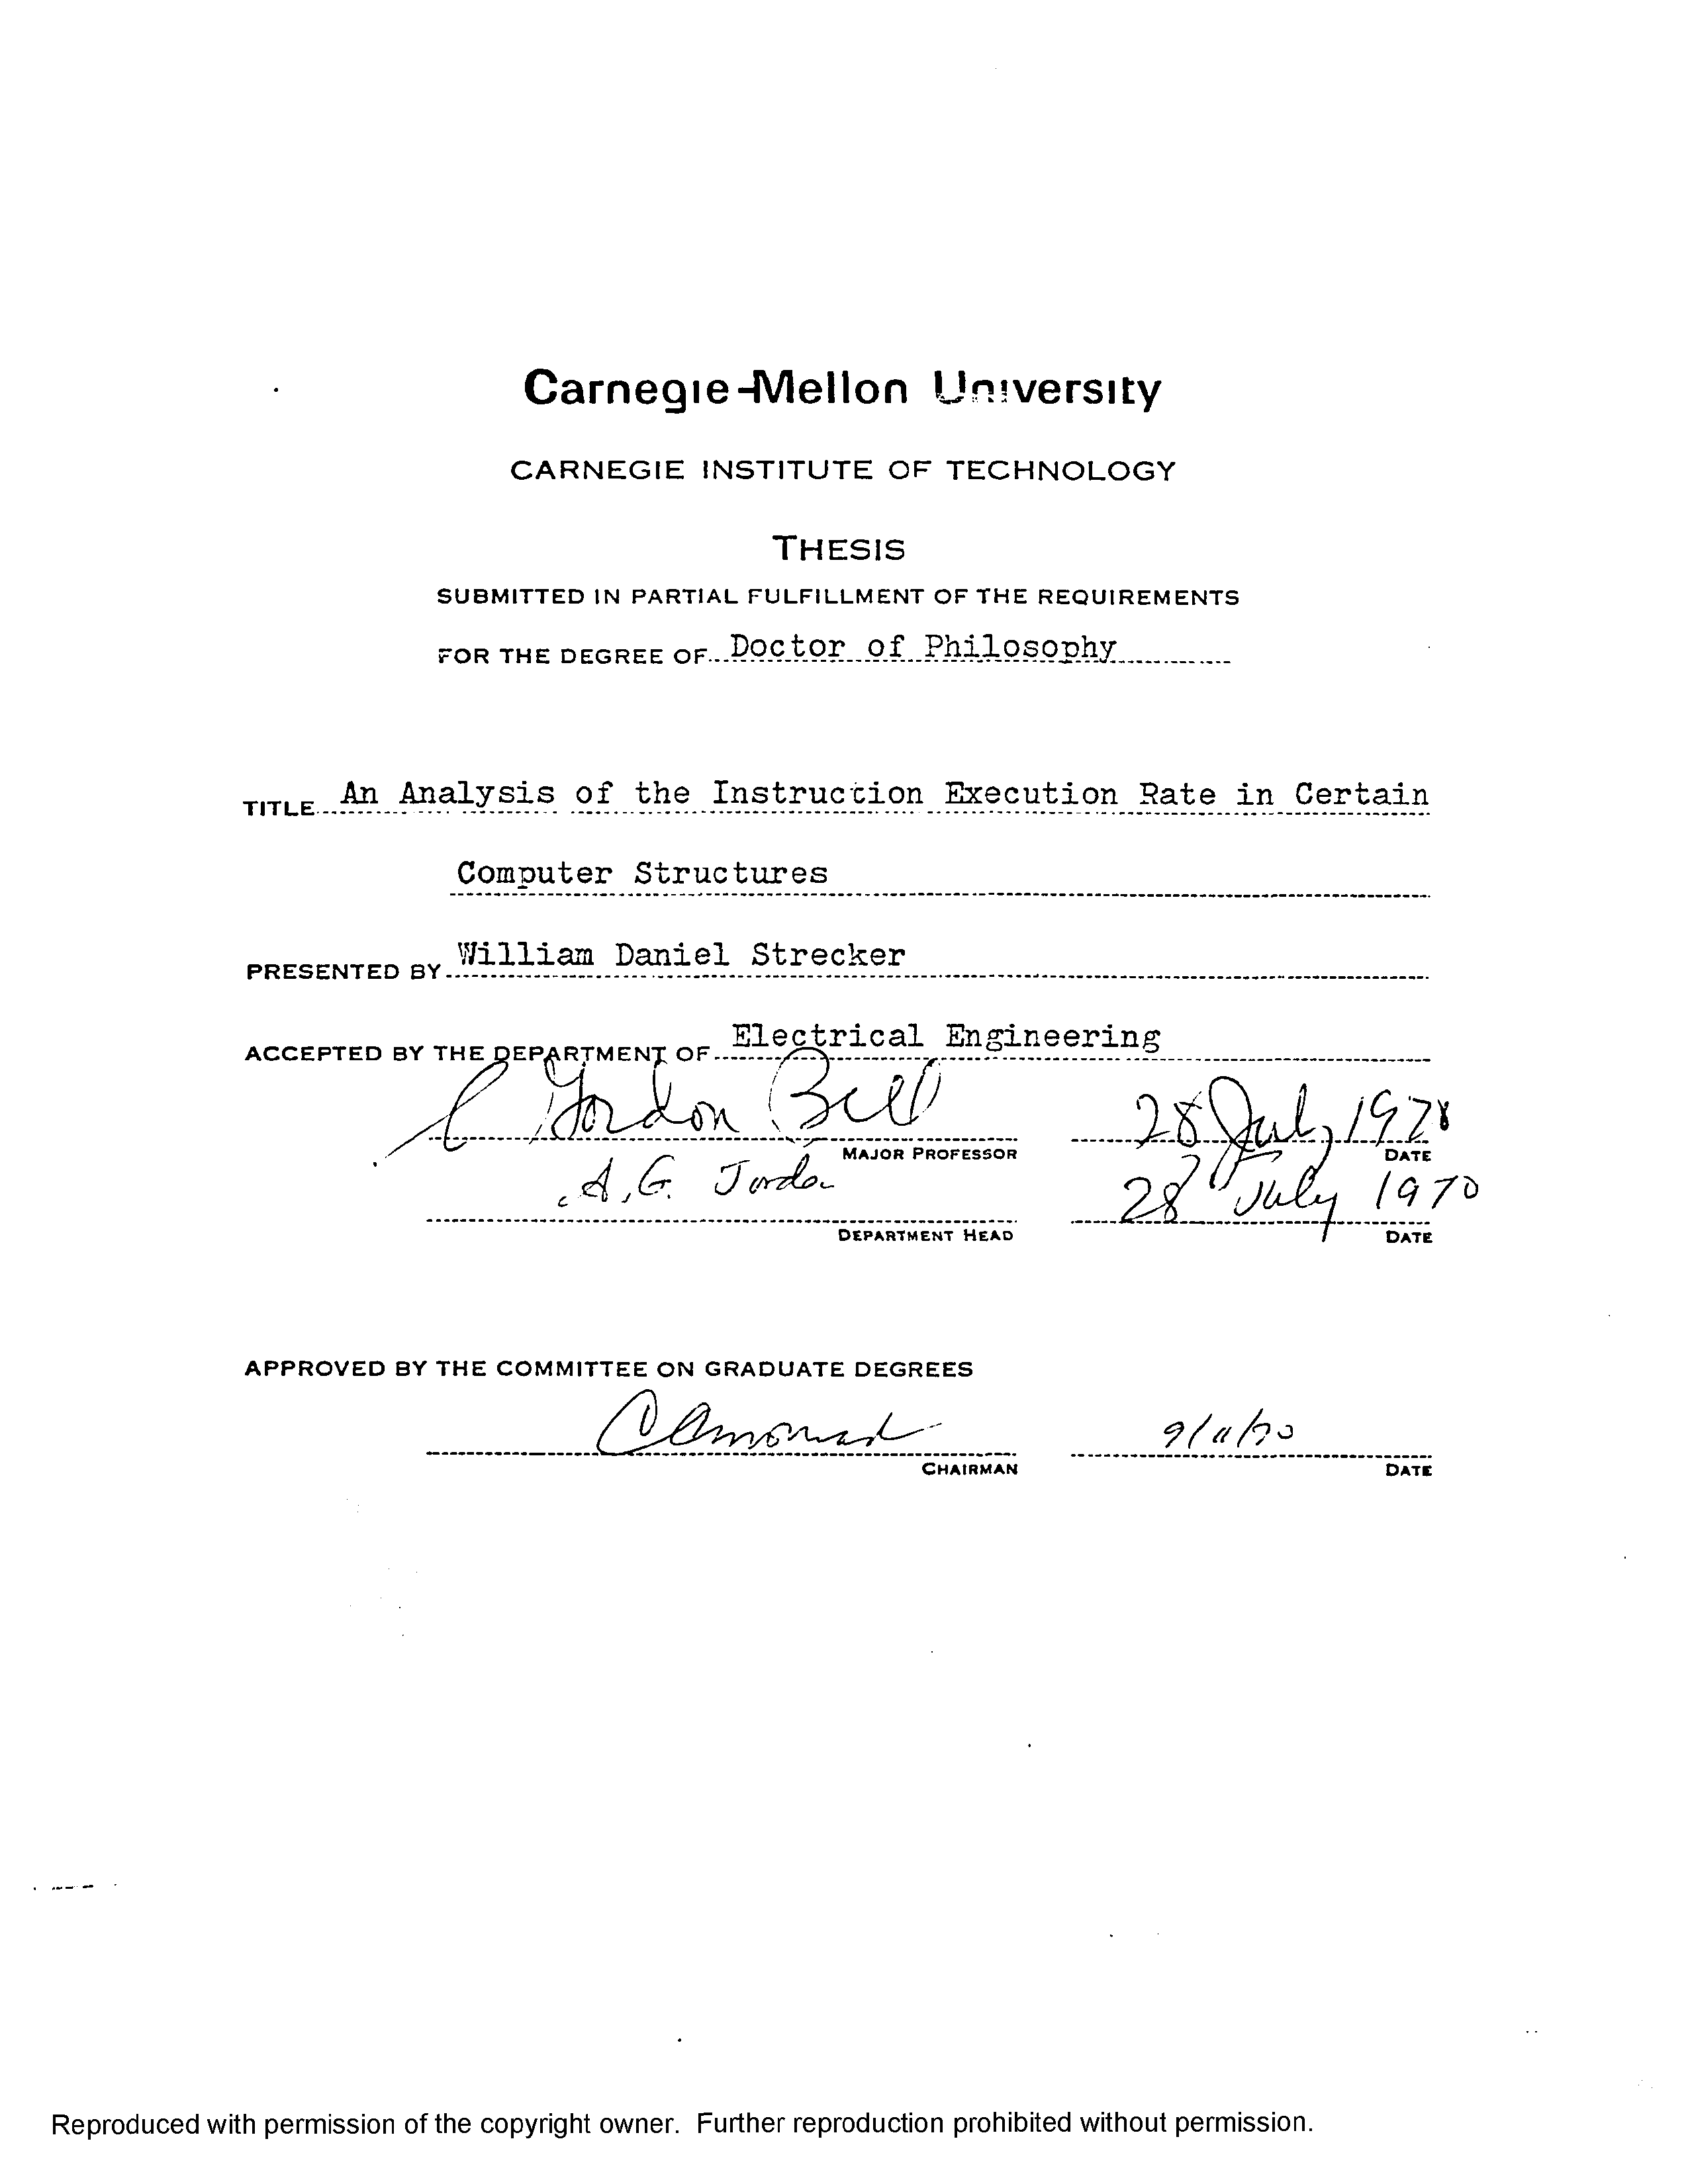 Carnegie-Mellon University
CARNEGIE INSTITUTE OF TECHNOLOGY
THESIS
SUBMITTED IN PARTIAL FULFILLMENT OF THE REQUIREMENTS
FOR THE DEGREE OF Doctor of Philosophy
TITLE An Analysis of the Instruction Execution Rate in Certain
Computer Structures
PRESENTED BY William Daniel Strecker
ACCEPTED BY THE DEPARTMENT OF Electrical Engineering
C Gordon Bell 28 July
MAJOR PROFESSOR DATE
A. G. Jordan 28 July 1970
DEPARTMENT HEAD DATE
APPROVED BY THE COMMITTEE ON GRADUATE DEGREES
9/11/70
CHAIRMAN DATE
Reproduced with permission of the copyright owner. Further reproduction prohibited without permission.